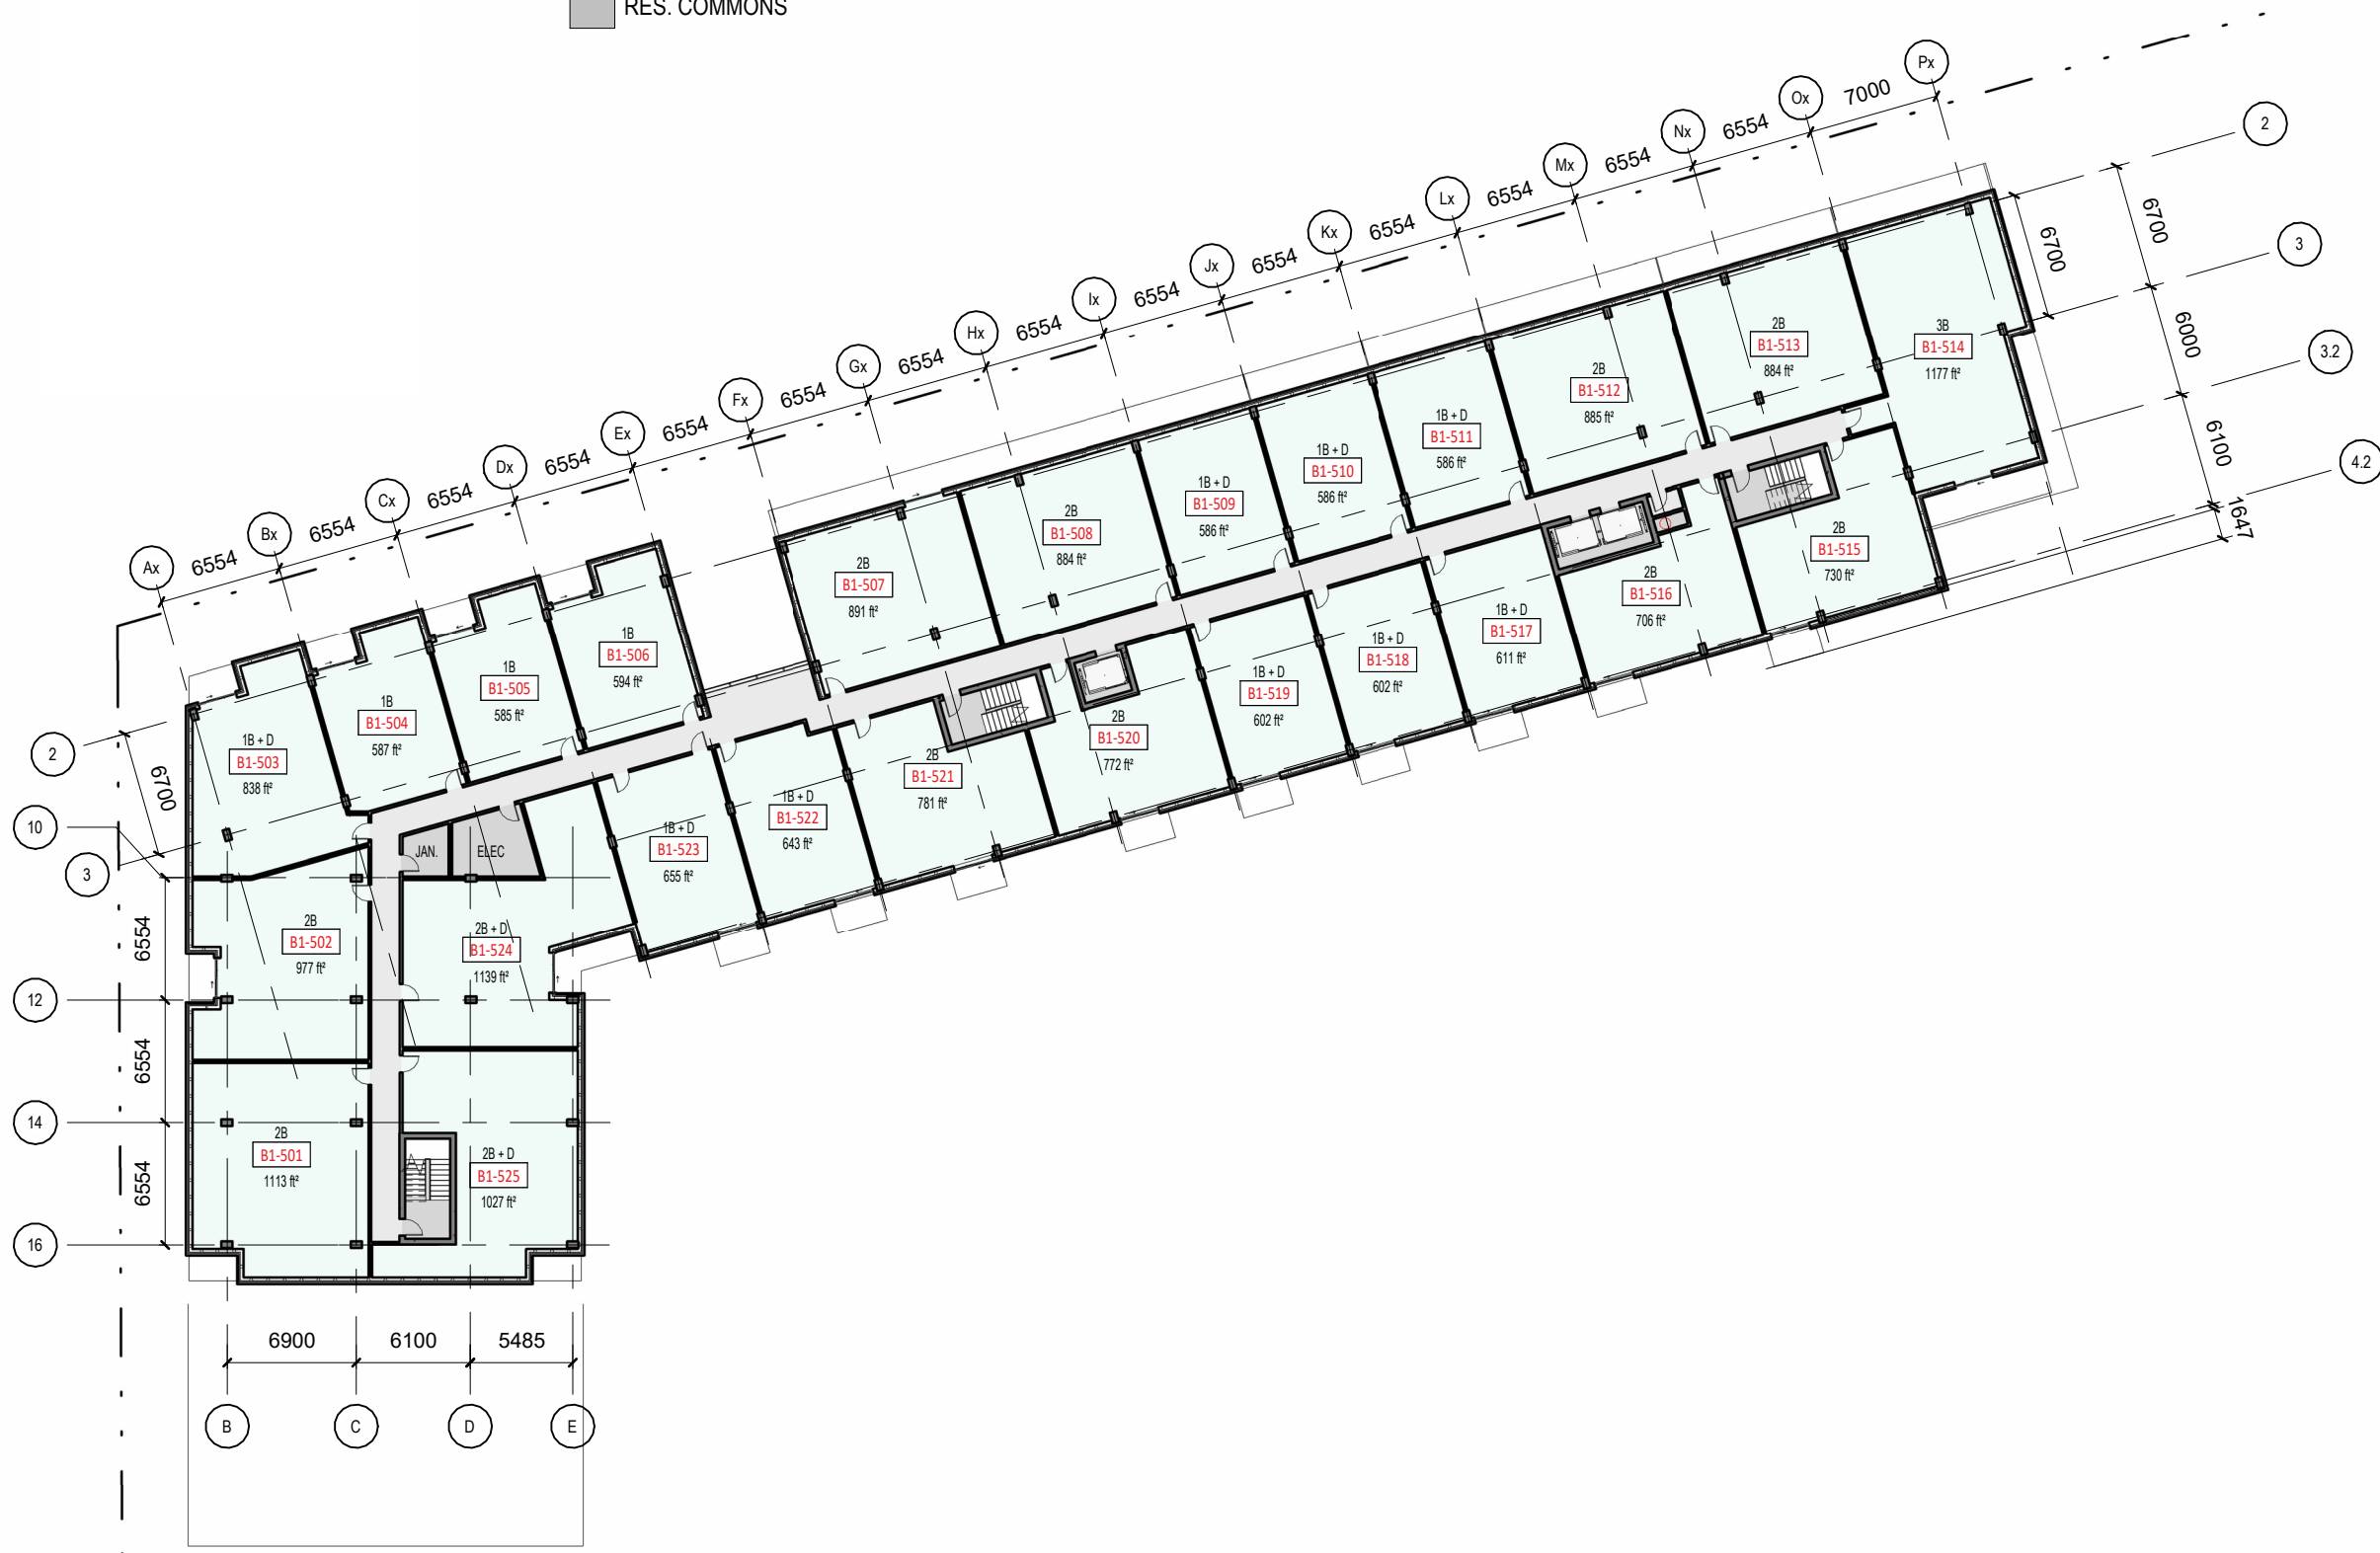 RES. COMMONS
Px
Ox
Nx
Mx
Lx
Kx
Jx
Ix
Hx
Gx
Fx
Ex
Dx
Cx
Bx
Ax
7000
6554
6554
6554
6554
6554
6554
6554
6554
6554
6554
6554
6554
6554
6554
2
3
3.2
4.2
6700
6700
6000
6100
1647
3B
B1-514
1177 ft²
2B
B1-513
884 ft²
2B
B1-512
885 ft²
1B + D
B1-511
586 ft²
1B + D
B1-510
586 ft²
1B + D
B1-509
586 ft²
2B
B1-508
884 ft²
2B
B1-507
891 ft²
2B
B1-515
730 ft²
2B
B1-516
706 ft²
1B + D
B1-517
611 ft²
1B + D
B1-518
602 ft²
1B + D
B1-519
602 ft²
2B
B1-520
772 ft²
2B
B1-521
781 ft²
1B + D
B1-522
643 ft²
1B + D
B1-523
655 ft²
1B
B1-506
594 ft²
1B
B1-505
585 ft²
1B
B1-504
587 ft²
1B + D
B1-503
838 ft²
2
6700
10
3
JAN.
ELEC
2B
B1-502
977 ft²
2B + D
B1-524
1139 ft²
6554
12
6554
14
2B
B1-501
1113 ft²
2B + D
B1-525
1027 ft²
6554
16
6900
6100
5485
B
C
D
E